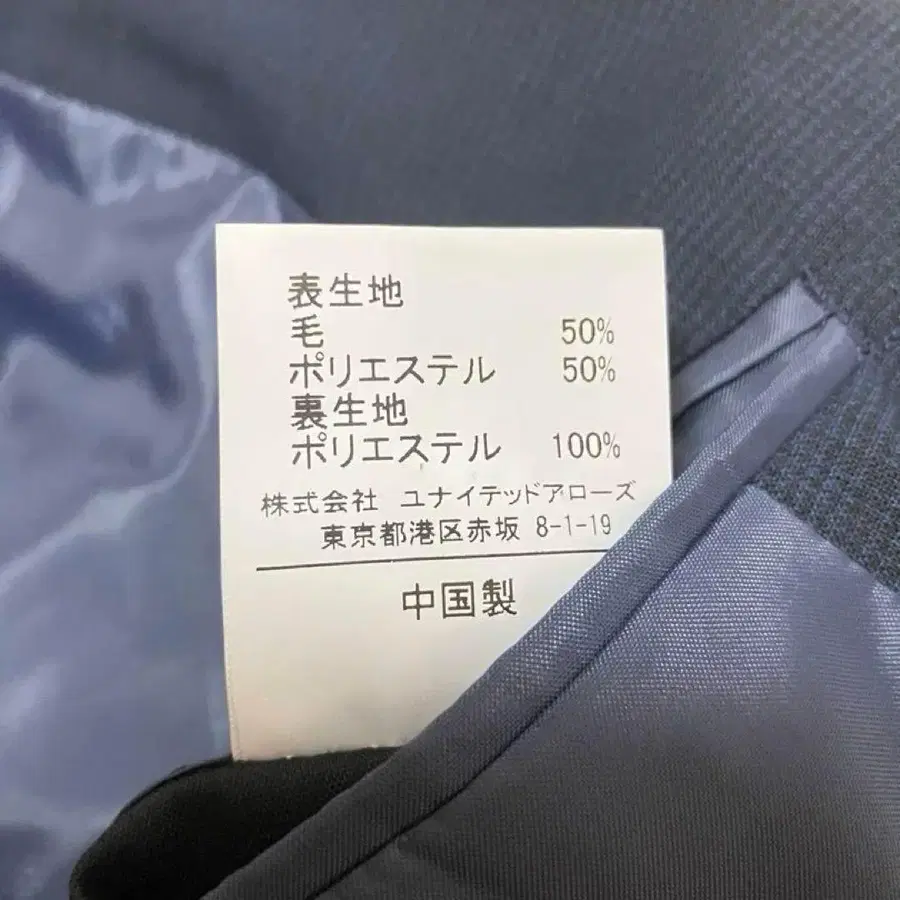 表生地
毛 50%
ポリエステル 50%
裏生地
ポリエステル 100%
株式会社 ユナイテッドアローズ
東京都港区赤坂 8-1-19
中国製